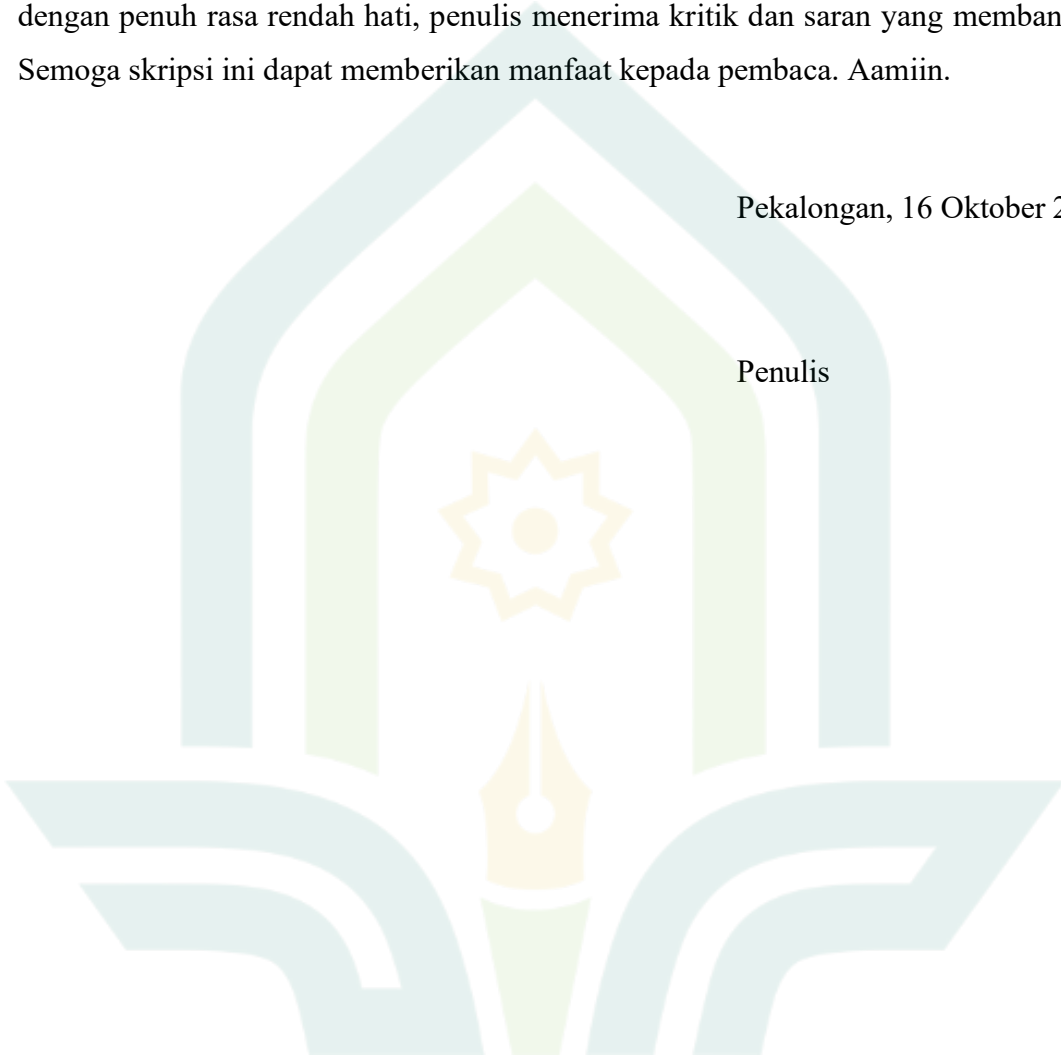 dengan penuh rasa rendah hati, penulis menerima kritik dan saran yang memban
Semoga skripsi ini dapat memberikan manfaat kepada pembaca. Aamiin.
Pekalongan, 16 Oktober 2
Penulis